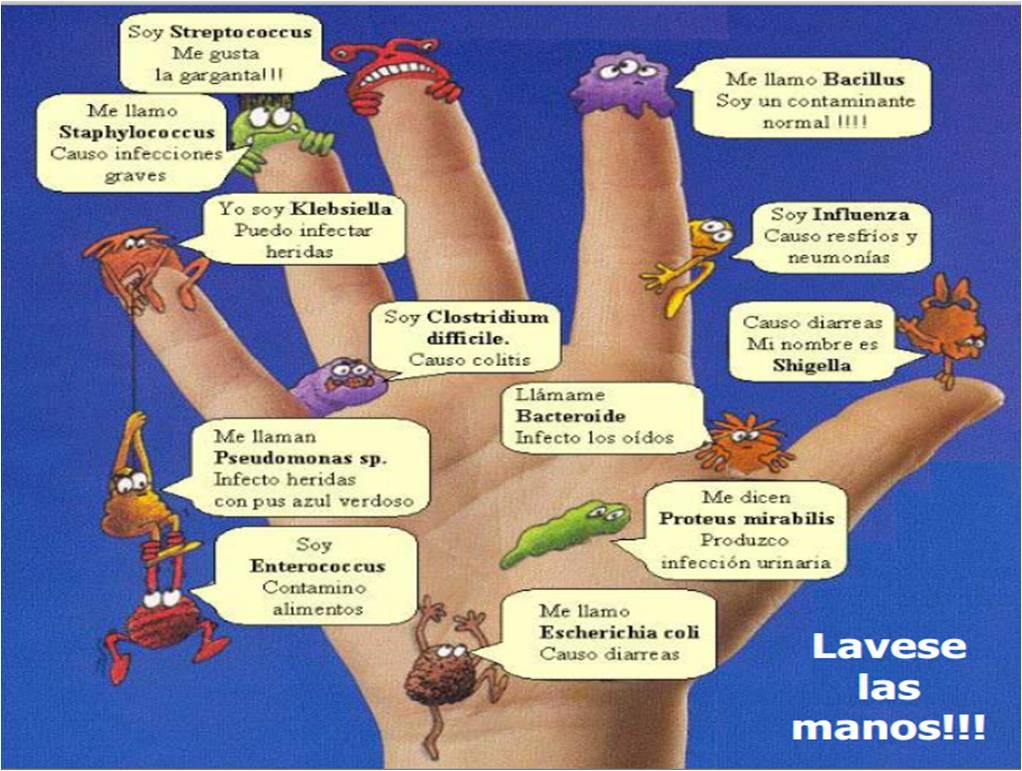 Soy Streptococcus
Me gusta
la garganta!!!
Me llamo
Staphylococcus
Causo infecciones
graves
Yo soy Klebsiella
Puedo infectar
heridas
Soy Clostridium
difficile.
Causo colitis
Me llaman
Pseudomonas sp.
Infecto heridas
con pus azul verdoso
Soy
Enterococcus
Contamino
alimentos
Me llamo Bacillus
Soy un contaminante
normal !!!!
Soy Influenza
Causo resfrios y
neumonías
Causo diarreas
Mi nombre es
Shigella
Llámame
Bacteroide
Infecto los oídos
Me dicen
Proteus mirabilis
Produzco
infección urinaria
Me llamo
Escherichia coli
Causo diarreas
Lavese
las
manos!!!